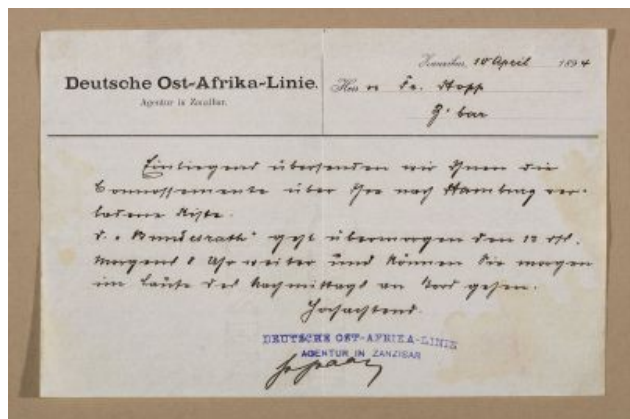 Zanzibar, 10 April 1894
Deutsche Ost-Afrika-Linie.
Agentur in Zanzibar.
Herrn Fr. Stopp
Z'bar
Einliegend übersenden wir Ihnen die
Connossemente über Ihre nach Hamburg ver-
ladene Kiste.
D. "Bundesrath" geht übermorgen den 12 dss.
Morgens 8 Uhr weiter und können Sie morgen
im Laufe des Nachmittags an Bord gehen.
Hochachtend.
DEUTSCHE OST-AFRIKA-LINIE
AGENTUR IN ZANZIBAR